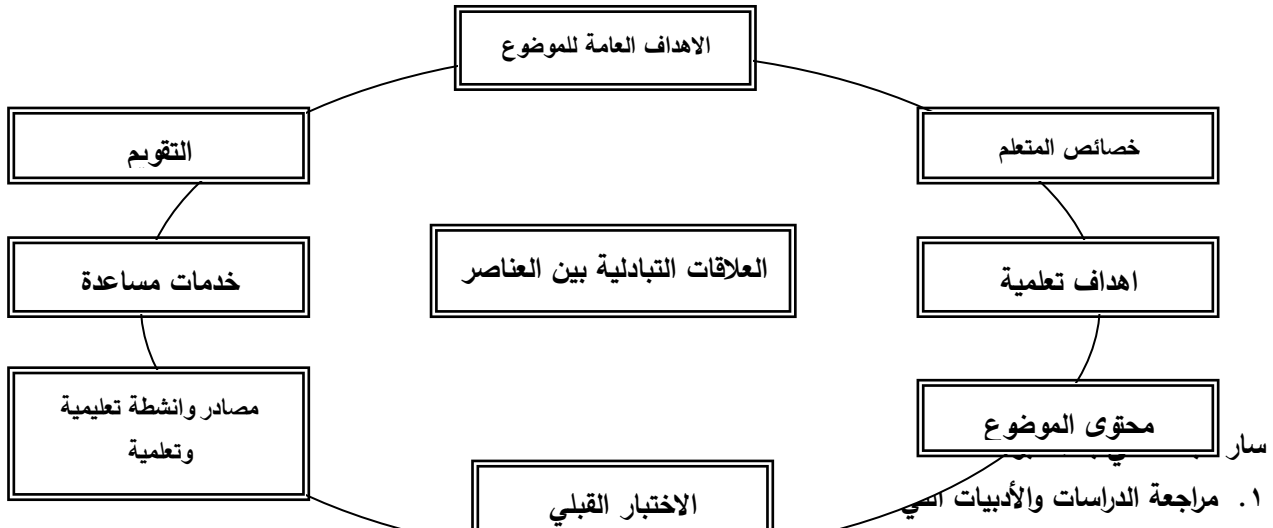 الاهداف العامة للموضوع
خصائص المتعلم
التقويم
العلاقات التبادلية بين العناصر
اهداف تعلمية
خدمات مساعدة
محتوى الموضوع
مصادر وانشطة تعليمية
وتعلمية
الاختبار القبلي
سار
١. مراجعة الدراسات والأدبيات